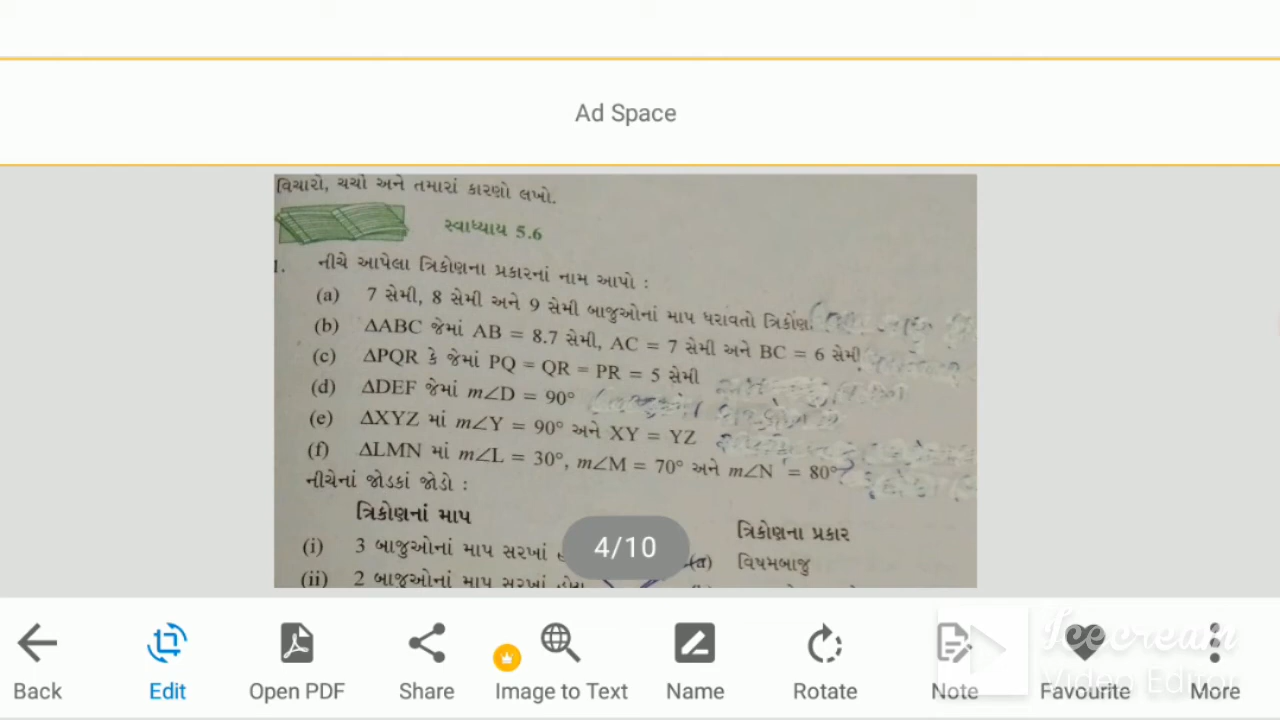 Ad Space
વિચારો, ચર્ચો અને તમારાં કારણો લખો.
સ્વાધ્યાય 5.6
1. નીચે આપેલા ત્રિકોણના પ્રકારનાં નામ આપો :
(a) 7 સેમી, 8 સેમી અને 9 સેમી બાજુઓનાં માપ ધરાવતો ત્રિકોણ.
(b) ΔABC જેમાં AB = 8.7 સેમી, AC = 7 સેમી અને BC = 6 સેમી
(c) ΔPQR કે જેમાં PQ = QR = PR = 5 સેમી
(d) ΔDEF જેમાં m∠D = 90°
(e) ΔXYZ માં m∠Y = 90° અને XY = YZ
(f) ΔLMN માં m∠L = 30°, m∠M = 70° અને m∠N = 80°
નીચેનાં જોડકાં જોડો :
ત્રિકોણનાં માપ ત્રિકોણના પ્રકાર
(i) 3 બાજુઓનાં માપ સરખાં (a) વિષમબાજુ
(ii) 2 બાજુઓનાં માપ સરખાં હોય
4/10
Back Edit Open PDF Share Image to Text Name Rotate Note Favourite More
Icecream
Video Editor